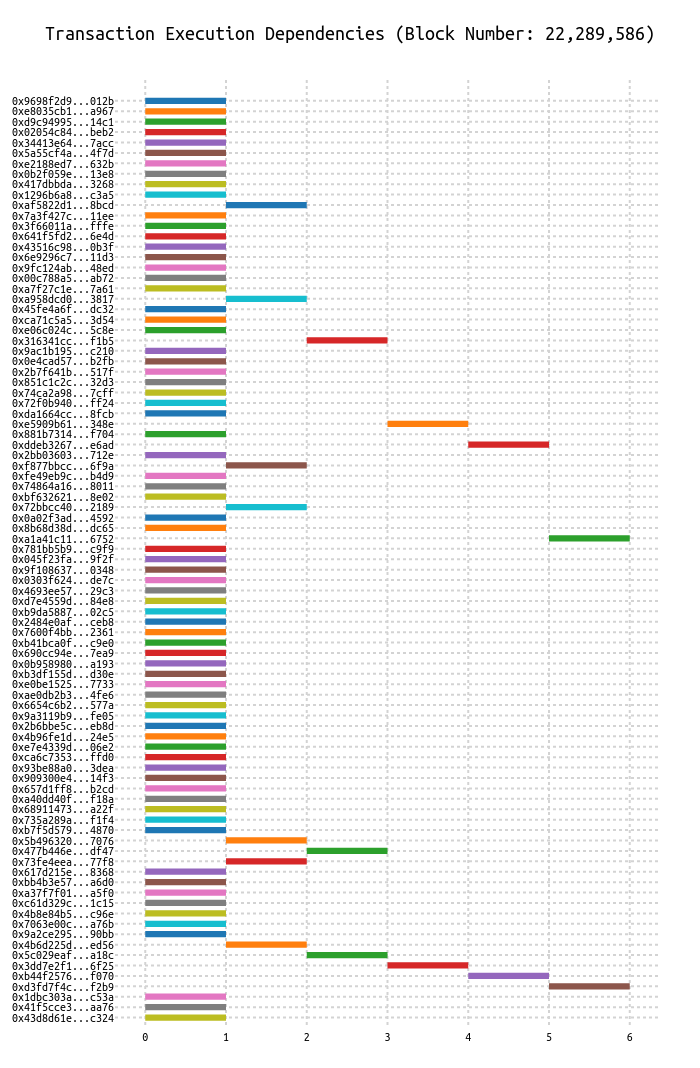 Transaction Execution Dependencies (Block Number: 22,289,586)
0x9698f2d9...012b
0xe8035cb1...a967
0xd9c94995...14c1
0x02054c84...beb2
0x34413e64...7acc
0x5a55cf4a...4f7d
0xe2188ed7...632b
0x0b2f059e...13e8
0x417dbbda...3268
0x1296b6a8...c3a5
0xaf5822d1...8bcd
0x7a3f427c...11ee
0x3f66011a...fffe
0x641f5fd2...6e4d
0x43516c98...0b3f
0x6e9296c7...11d3
0x9fc124ab...48ed
0x00c788a5...ab72
0xa7f27c1e...7a61
0xa958dcd0...3817
0x45fe4a6f...dc32
0xca71c5a5...3d54
0xe06c024c...5c8e
0x316341cc...f1b5
0x9ac1b195...c210
0x0e4cad57...b2fb
0x2b7f641b...517f
0x851c1c2c...32d3
0x74ca2a98...7cff
0x72f0b940...ff24
0xda1664cc...8fcb
0xe5909b61...348e
0x881b7314...f704
0xddeb3267...e6ad
0x2bb03603...712e
0xf877bbcc...6f9a
0xfe49eb9c...b4d9
0x74864a16...8011
0xbf632621...8e02
0x72bbcc40...2189
0x0a02f3ad...4592
0x8b68d38d...dc65
0xa1a41c11...6752
0x781bb5b9...c9f9
0x045f23fa...9f2f
0x9f108637...0348
0x0303f624...de7c
0x4693ee57...29c3
0xd7e4559d...84e8
0xb9da5887...02c5
0x2484e0af...ceb8
0x7600f4bb...2361
0xb41bca0f...c9e0
0x690cc94e...7ea9
0x0b958980...a193
0xb3df155d...d30e
0xe0be1525...7733
0xae0db2b3...4fe6
0x6654c6b2...577a
0x9a3119b9...fe05
0x2b6bbe5c...eb8d
0x4b96fe1d...24e5
0xe7e4339d...06e2
0xca6c7353...ffd0
0x93be88a0...3dea
0x909300e4...14f3
0x657d1ff8...b2cd
0xa40dd40f...f18a
0x68911473...a22f
0x735a289a...f1f4
0xb7f5d579...4870
0x5b496320...7076
0x477b446e...df47
0x73fe4eea...77f8
0x617d215e...8368
0xbb4b3e57...a6d0
0xa37f7f01...a5f0
0xc61d329c...1c15
0x4b8e84b5...c96e
0x7063e00c...a76b
0x9a2ce295...90bb
0x4b6d225d...ed56
0x5c029eaf...a18c
0x3dd7e2f1...6f25
0xb44f2576...f070
0xd3fd7f4c...f2b9
0x1dbc303a...c53a
0x41f5cce3...aa76
0x43d8d61e...c324
0 1 2 3 4 5 6